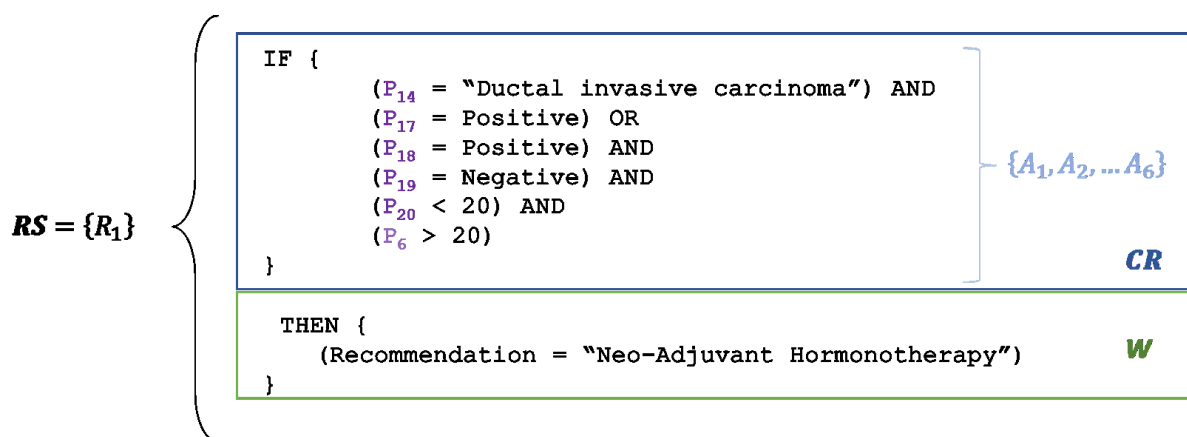 IF {
(P14 = “Ductal invasive carcinoma”) AND
(P17 = Positive) OR
(P18 = Positive) AND
(P19 = Negative) AND
(P20 < 20) AND
(P6 > 20)
}
{A1, A2, … A6}
CR
RS = {R1}
THEN {
(Recommendation = “Neo-Adjuvant Hormonotherapy”)
}
W